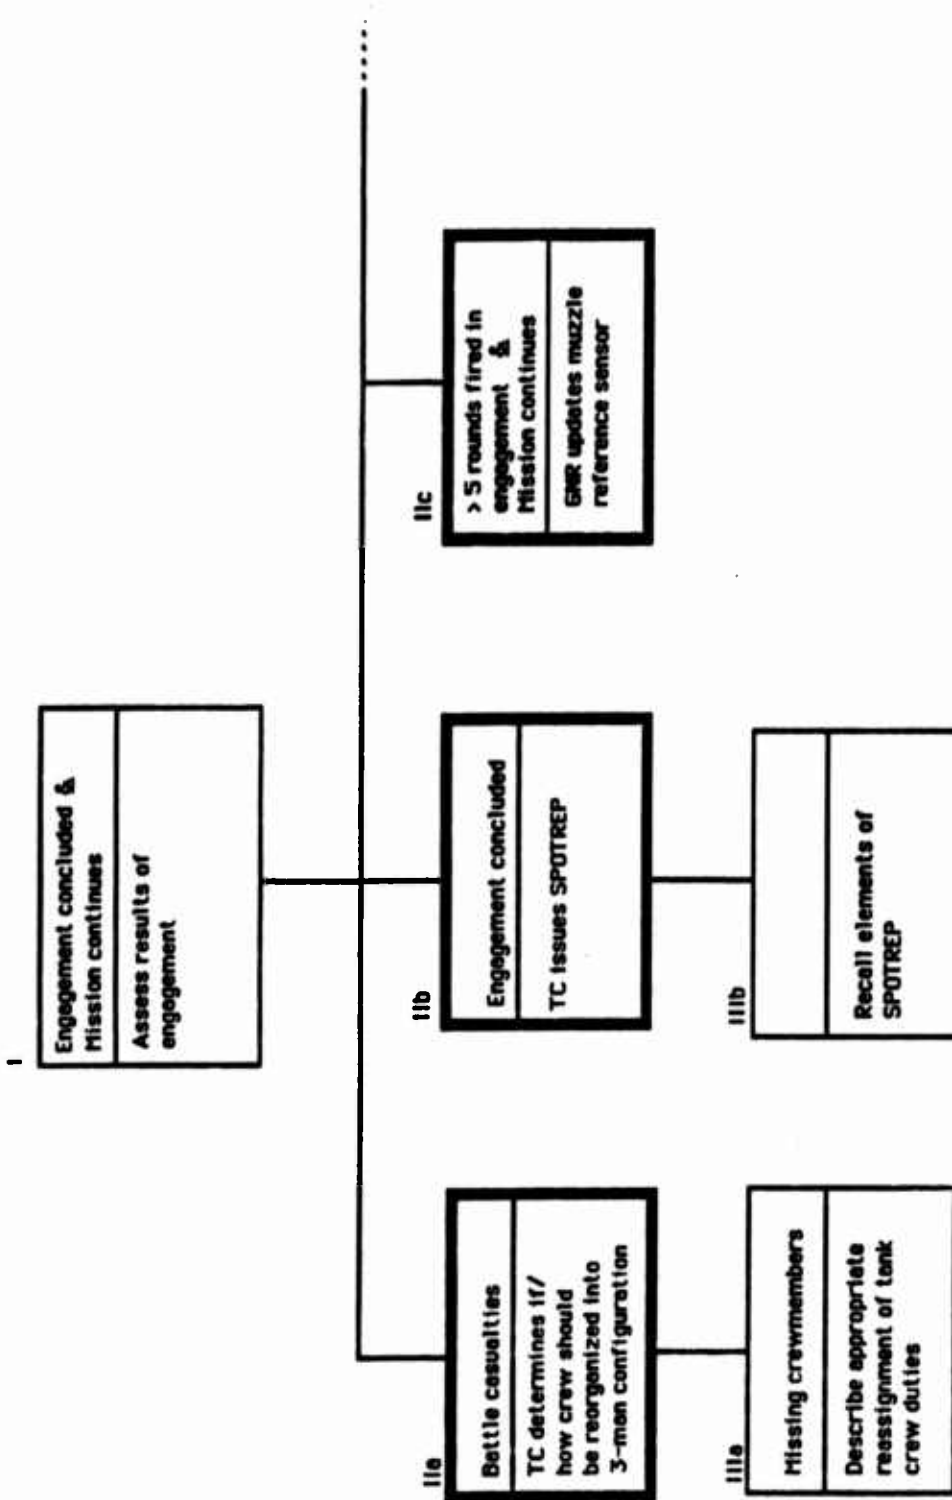 I
Engagement concluded &
Mission continues
Assess results of
engagement
IIa
Battle casualties
TC determines if/
how crew should
be reorganized into
3-man configuration
IIb
Engagement concluded
TC issues SPOTREP
IIc
> 5 rounds fired in
engagement &
Mission continues
GNR updates muzzle
reference sensor
IIIa
Missing crewmembers
Describe appropriate
reassignment of tank
crew duties
IIIb
Recall elements of
SPOTREP